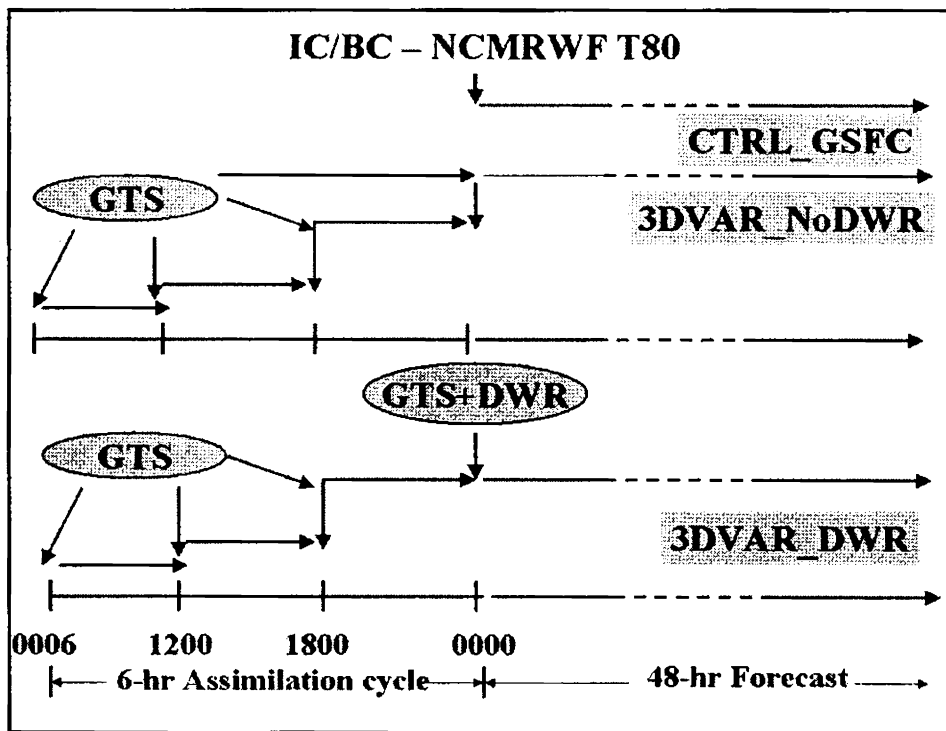 IC/BC – NCMRWF T80
CTRL_GSFC
GTS
3DVAR_NoDWR
GTS+DWR
GTS
3DVAR_DWR
0006 1200 1800 0000
6-hr Assimilation cycle 48-hr Forecast